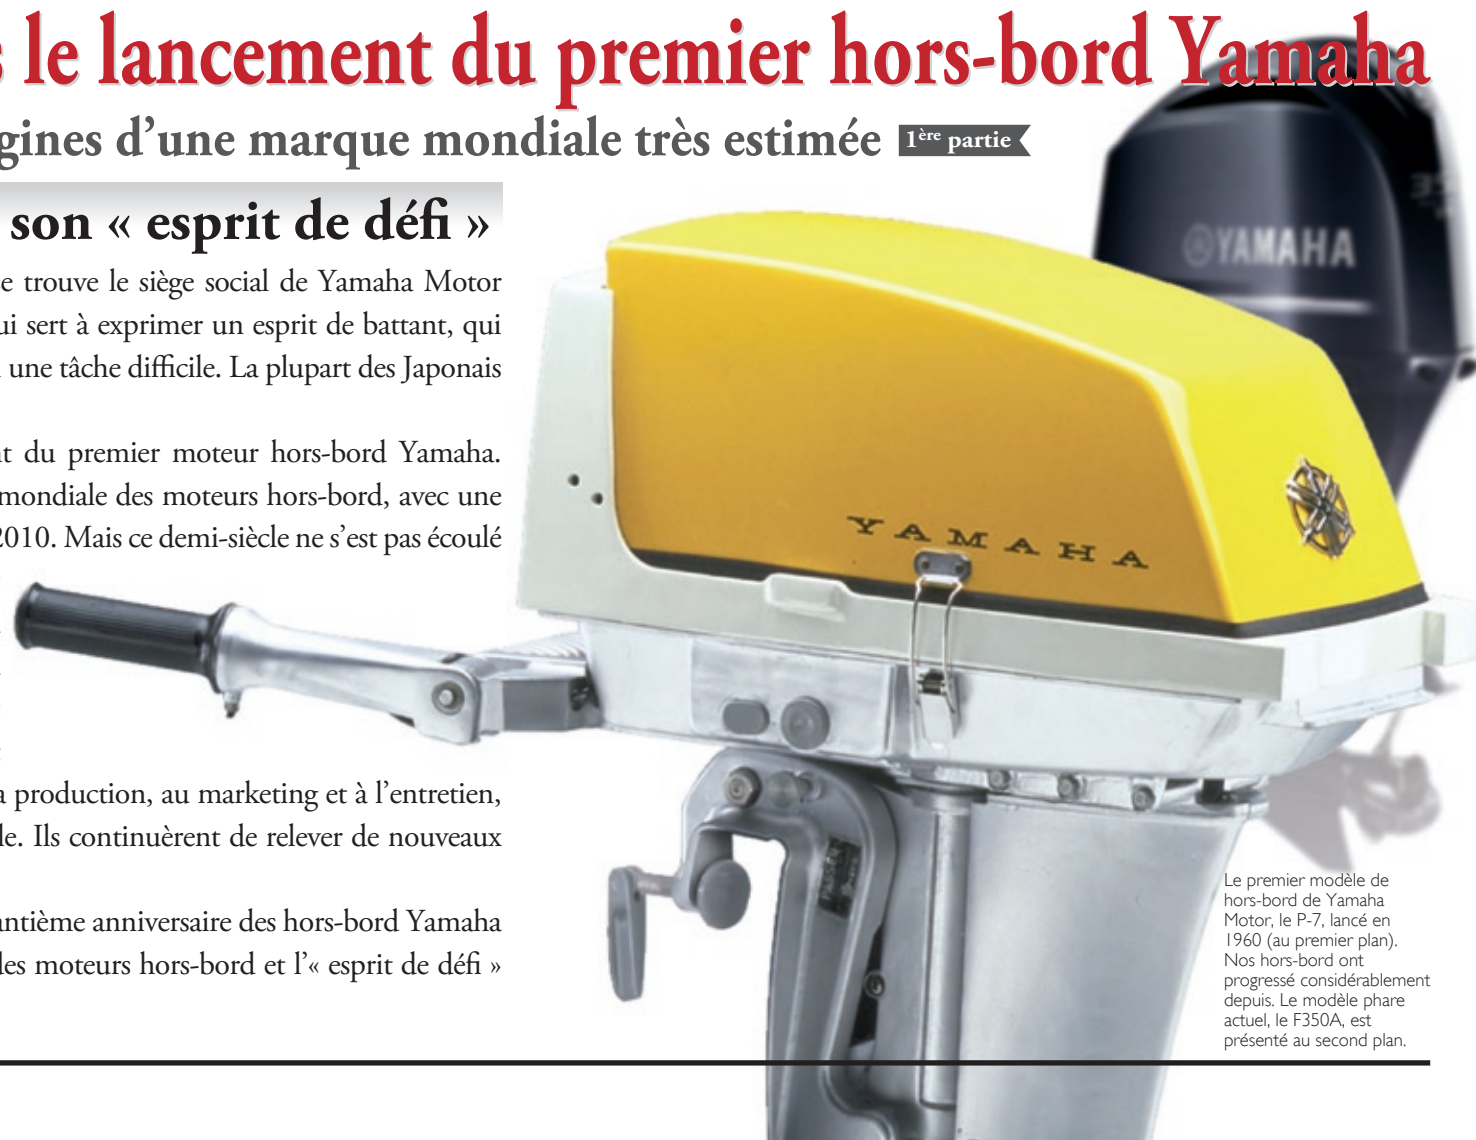 le lancement du premier hors-bord Yamaha
gines d'une marque mondiale très estimée 1ère partie
son « esprit de défi »
e trouve le siège social de Yamaha Motor
ui sert à exprimer un esprit de battant, qui
une tâche difficile. La plupart des Japonais
t du premier moteur hors-bord Yamaha.
mondiale des moteurs hors-bord, avec une
2010. Mais ce demi-siècle ne s'est pas écoulé
a production, au marketing et à l'entretien,
le. Ils continuèrent de relever de nouveaux
antième anniversaire des hors-bord Yamaha
des moteurs hors-bord et l'« esprit de défi »
YAMAHA
YAMAHA
Le premier modèle de
hors-bord de Yamaha
Motor, le P-7, lancé en
1960 (au premier plan).
Nos hors-bord ont
progressé considérablement
depuis. Le modèle phare
actuel, le F350A, est
présenté au second plan.